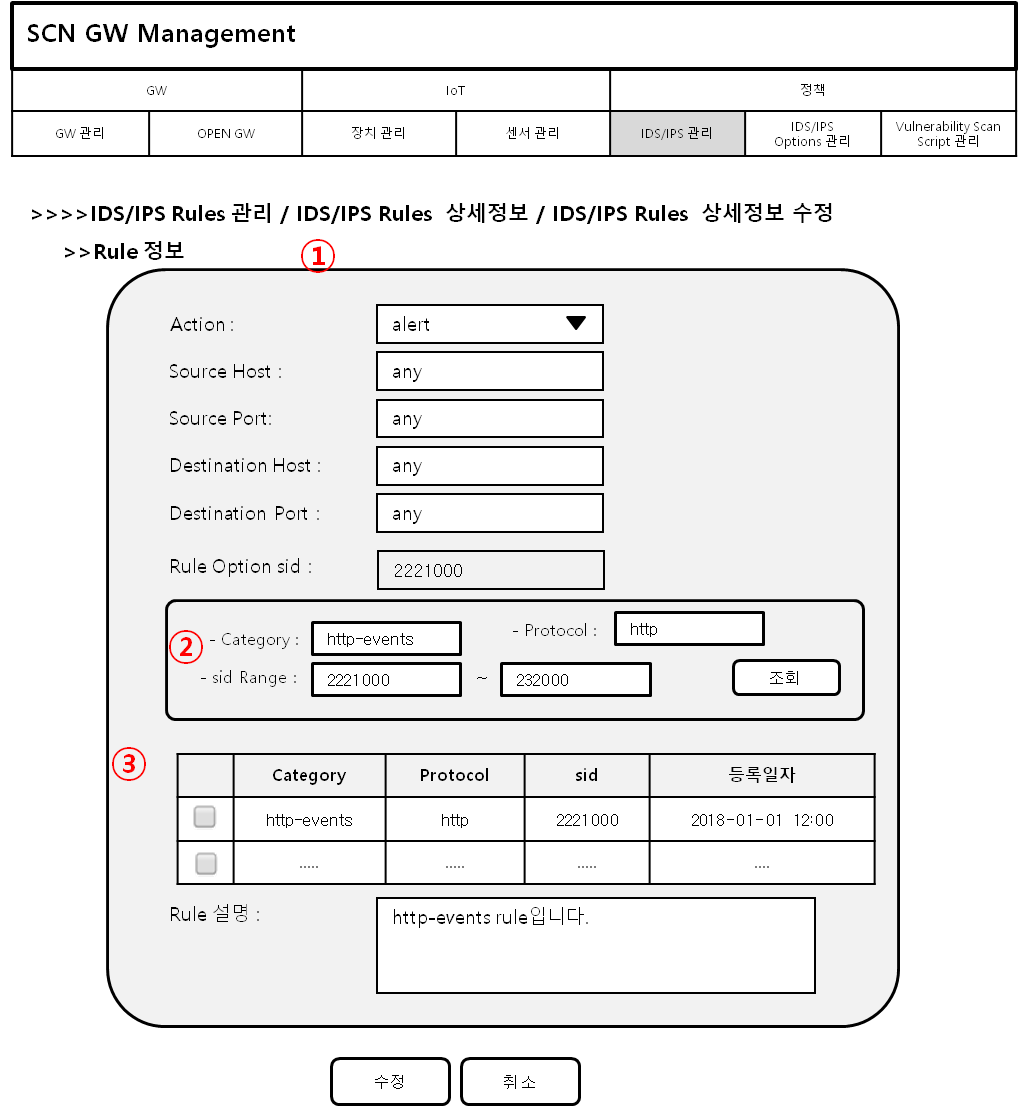 SCN GW Management
GW IoT 정책
GW 관리 OPEN GW 장치 관리 센서 관리 IDS/IPS 관리 IDS/IPS Options 관리 Vulnerability Scan Script 관리
>>>>IDS/IPS Rules 관리 / IDS/IPS Rules 상세정보 / IDS/IPS Rules 상세정보 수정
>>Rule 정보
①
Action : alert ▼
Source Host : any
Source Port: any
Destination Host : any
Destination Port : any
Rule Option sid : 2221000
②
- Category : http-events - Protocol : http
- sid Range : 2221000 ~ 232000 조회
③
Category Protocol sid 등록일자
http-events http 2221000 2018-01-01 12:00
..... ..... ..... ....
Rule 설명 : http-events rule입니다.
수정 취소